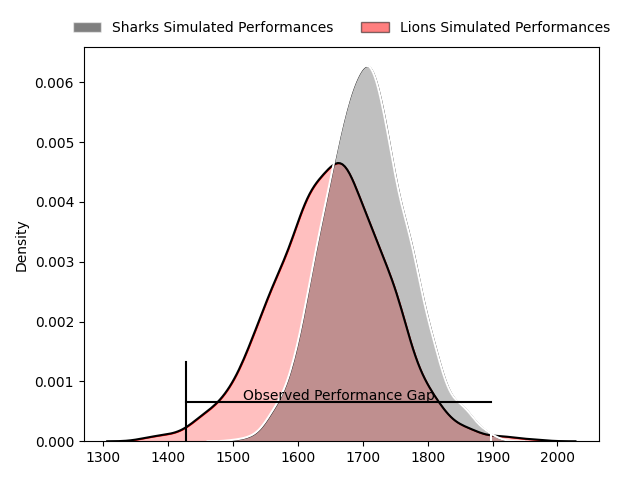 Sharks Simulated Performances Lions Simulated Performances
0.006
0.005
0.004
0.003
0.002
0.001
0.000
Density
Observed Performance Gap
1300 1400 1500 1600 1700 1800 1900 2000